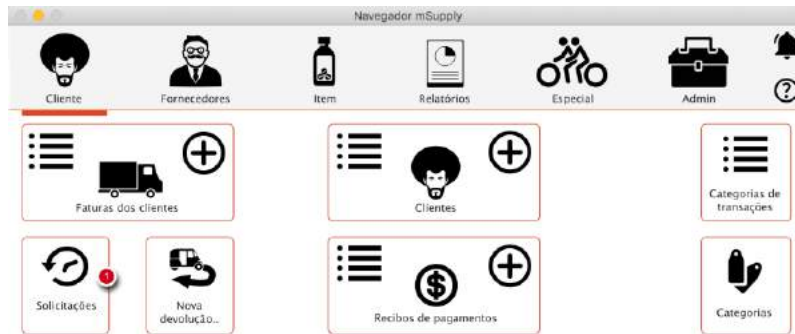 Navegador mSupply
Cliente
Fornecedores
Item
Relatórios
Especial
Admin
?
Faturas dos clientes
Clientes
Categorias de
transações
1
Solicitações
Nova
devolução..
$
Recibos de pagamentos
Categorias